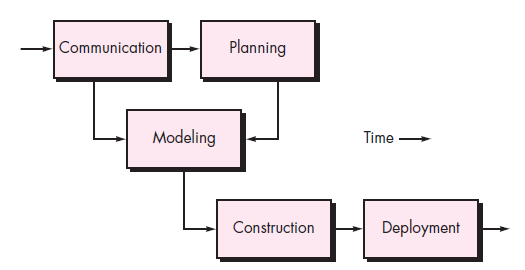 Communication
Planning
Modeling
Time
Construction
Deployment